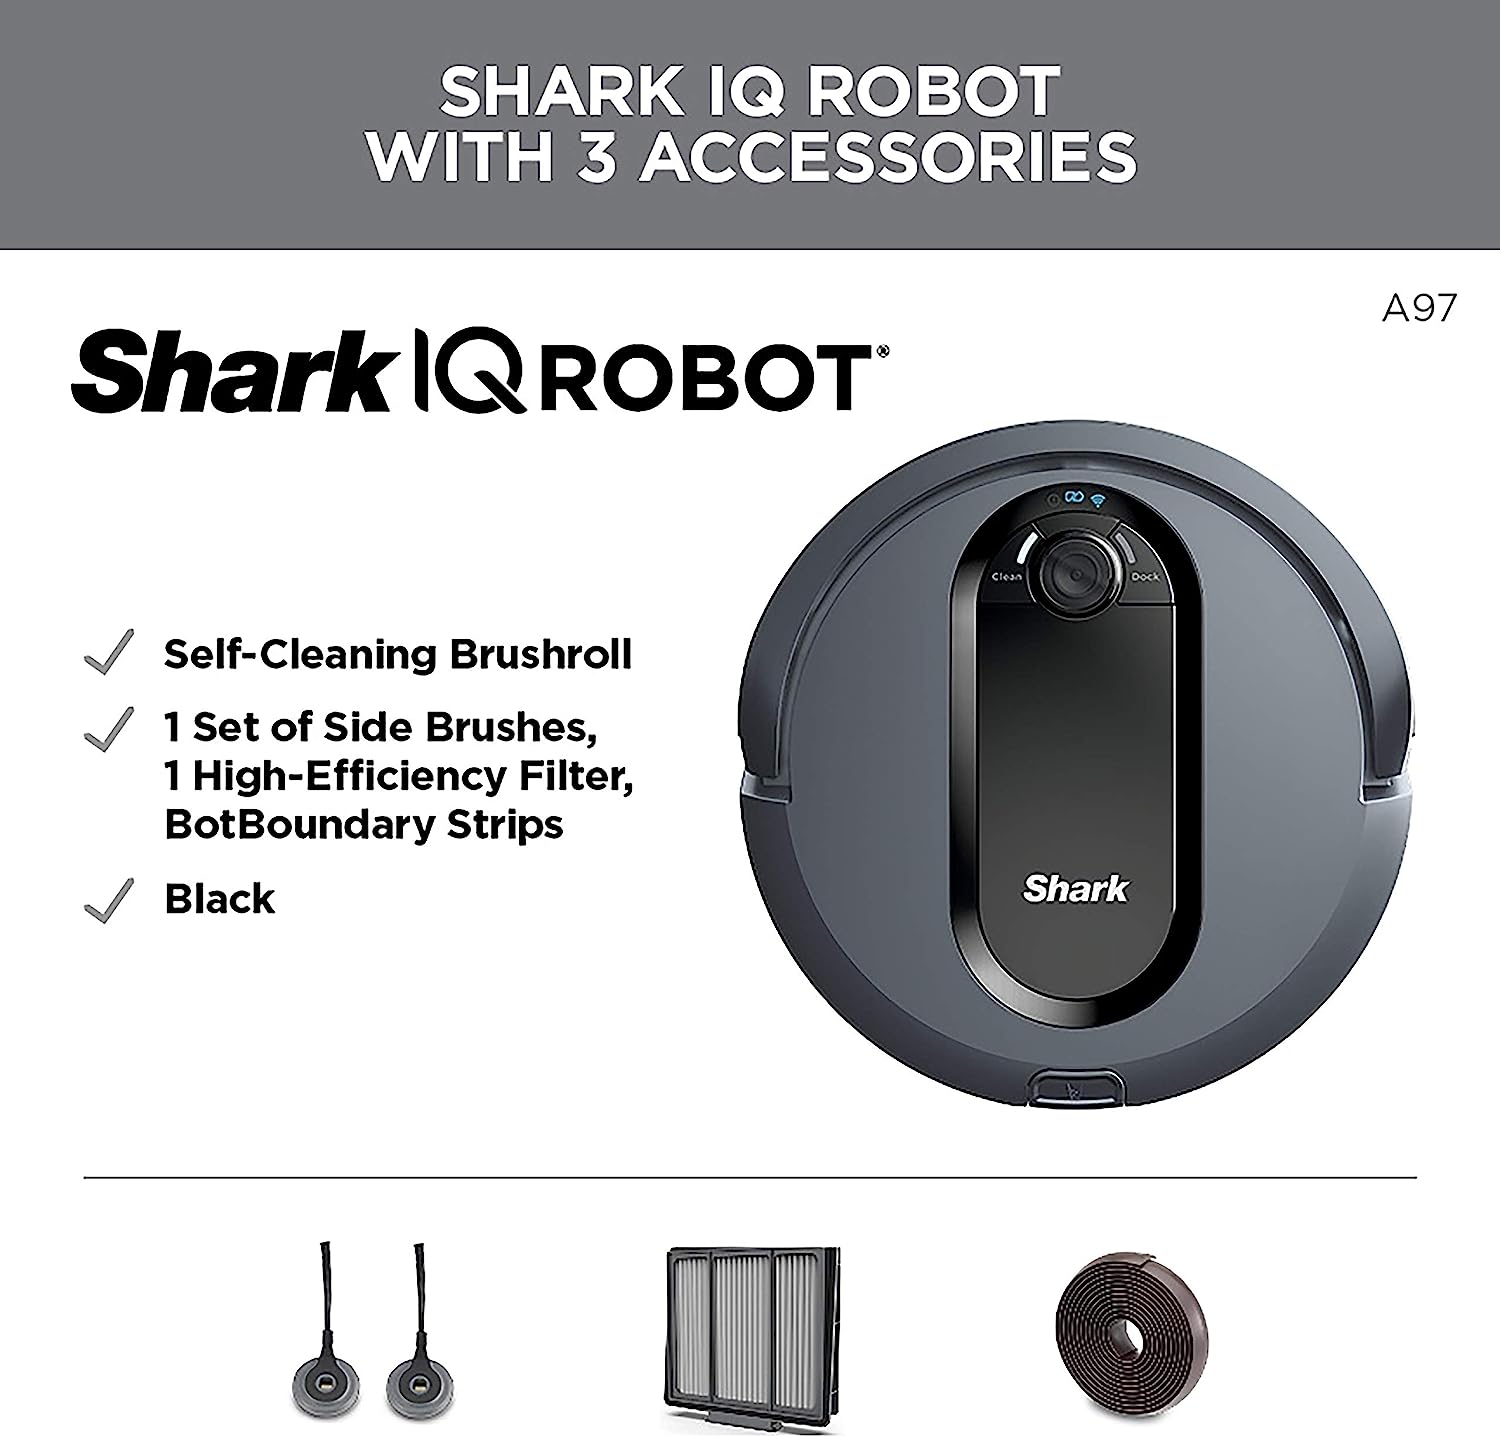 SHARK IQ ROBOT
WITH 3 ACCESSORIES
A97
Shark IQ ROBOT®
Self-Cleaning Brushroll
1 Set of Side Brushes,
1 High-Efficiency Filter,
BotBoundary Strips
Black
Clean
Dock
Shark